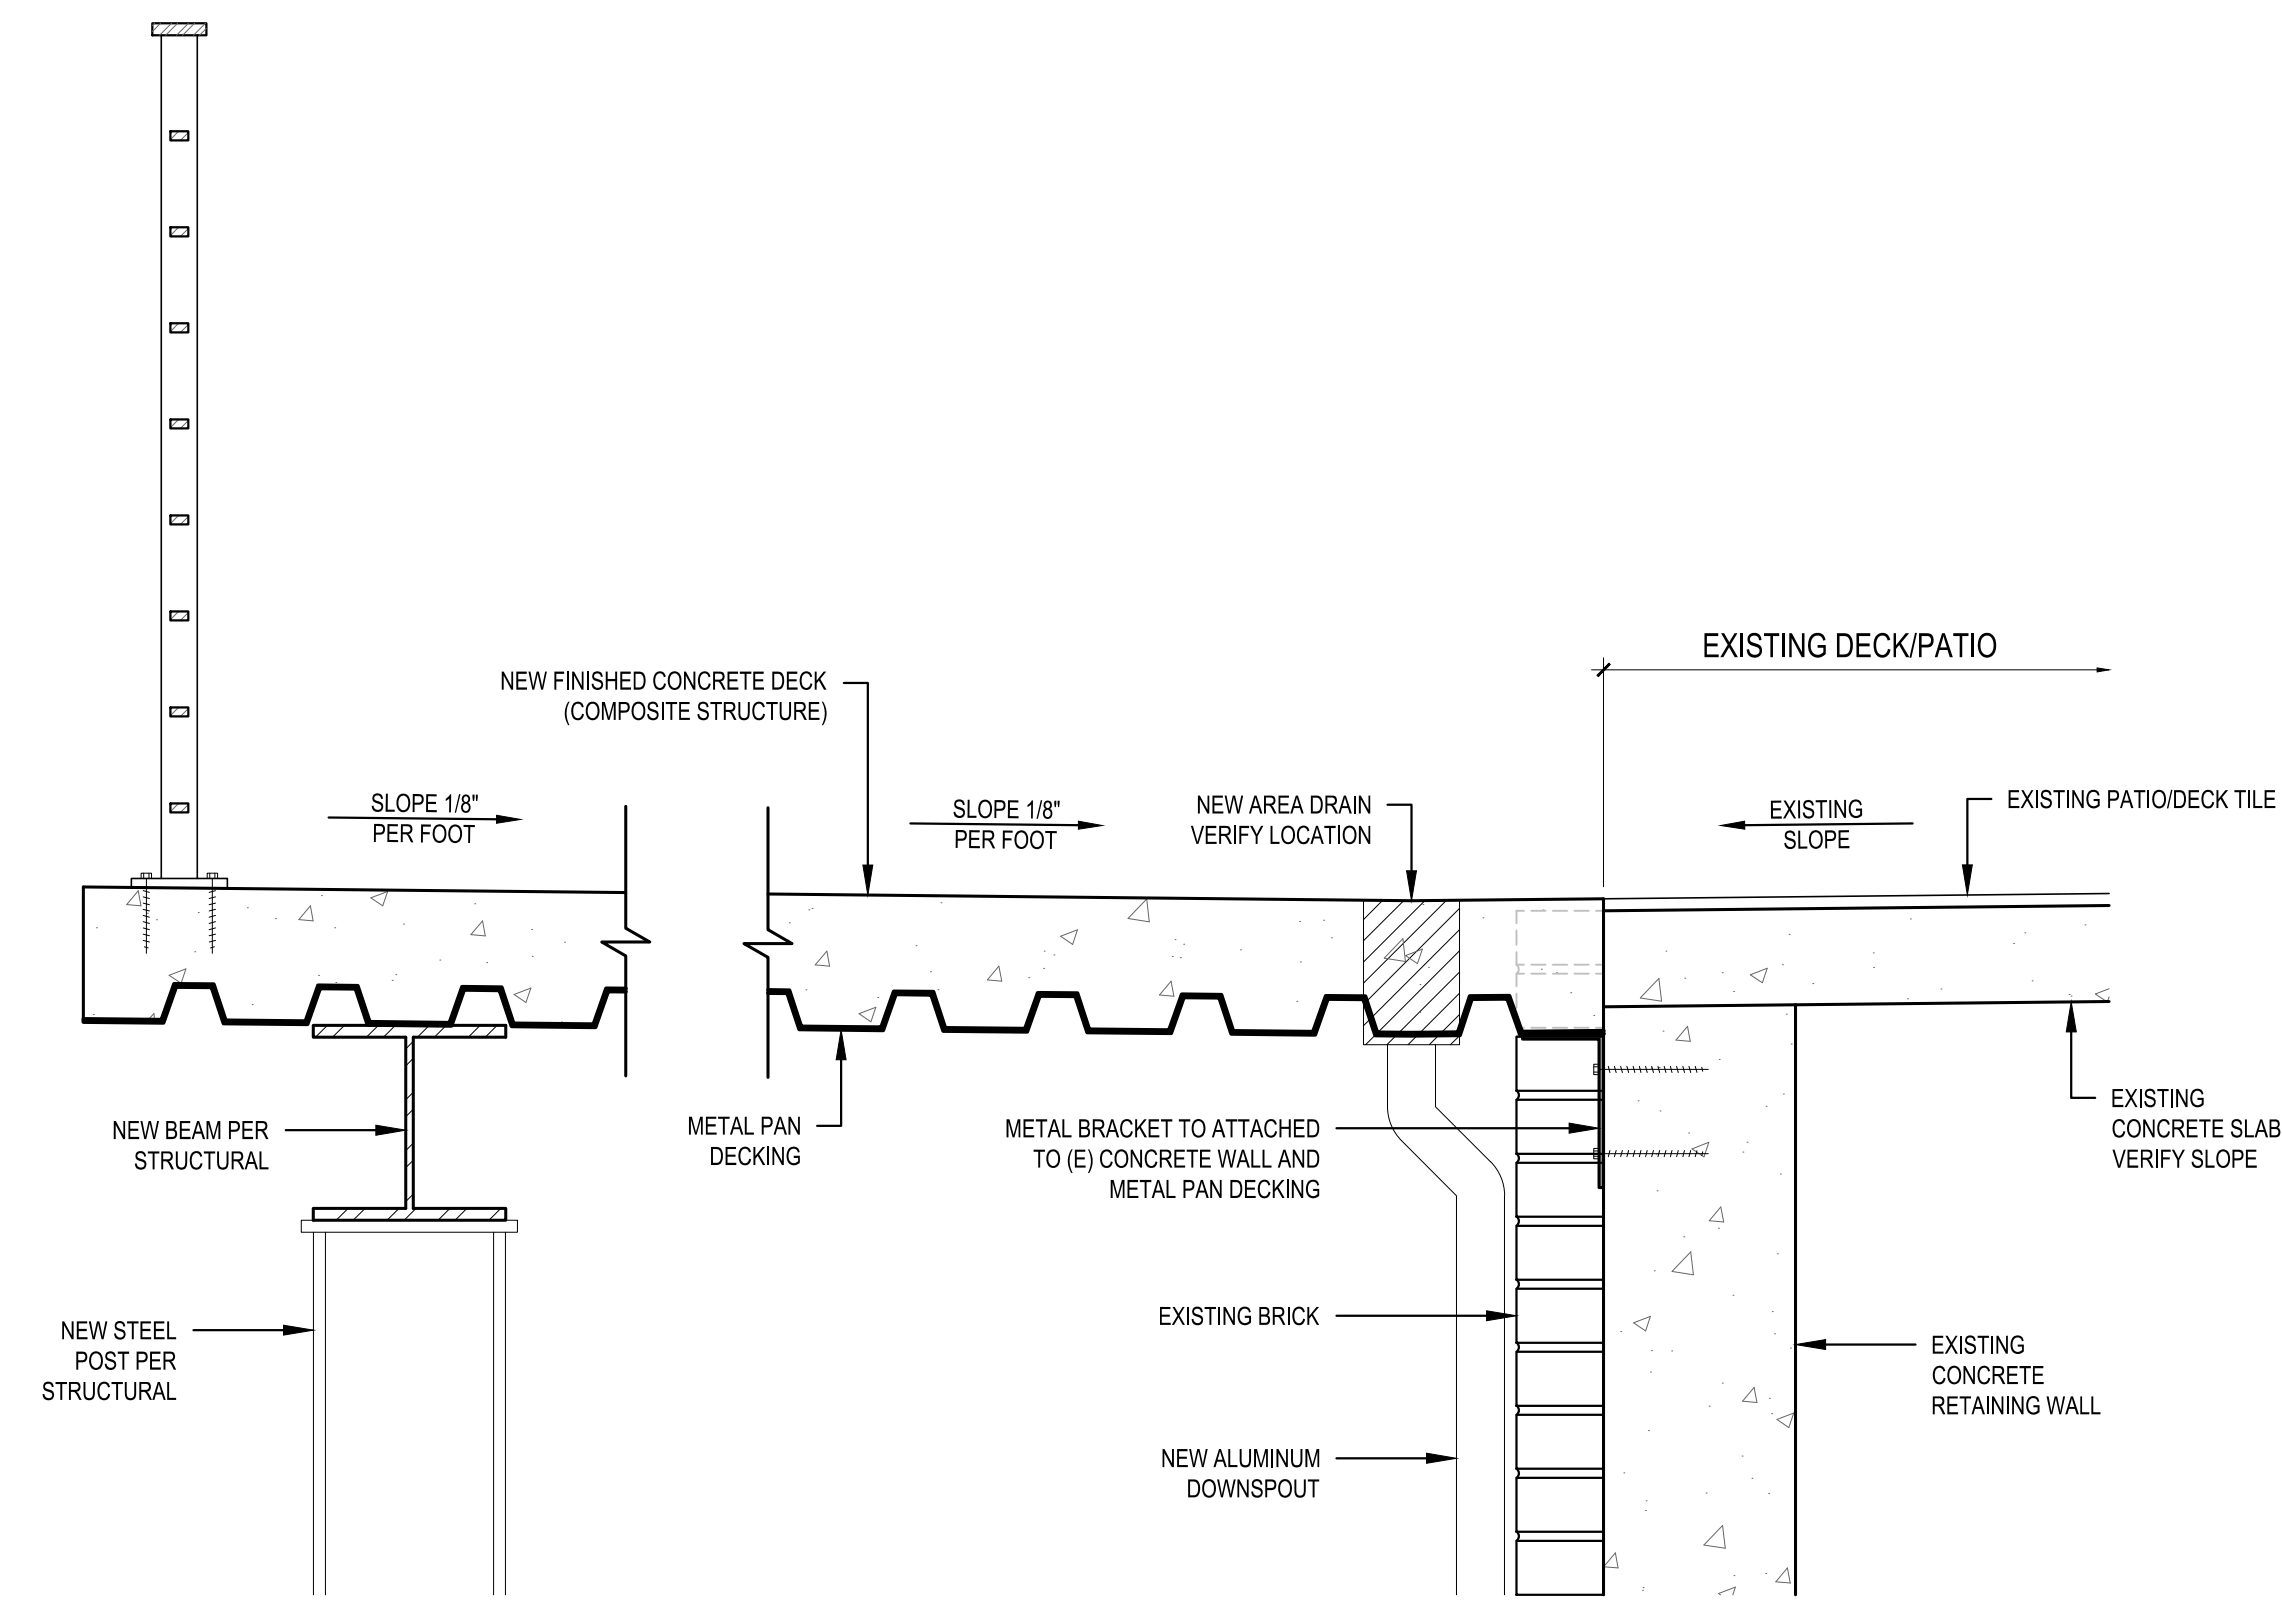 EXISTING DECK/PATIO
NEW FINISHED CONCRETE DECK
(COMPOSITE STRUCTURE)
SLOPE 1/8"
PER FOOT
SLOPE 1/8"
PER FOOT
NEW AREA DRAIN
VERIFY LOCATION
EXISTING
SLOPE
EXISTING PATIO/DECK TILE
NEW BEAM PER
STRUCTURAL
METAL PAN
DECKING
METAL BRACKET TO ATTACHED
TO (E) CONCRETE WALL AND
METAL PAN DECKING
EXISTING
CONCRETE SLAB
VERIFY SLOPE
NEW STEEL
POST PER
STRUCTURAL
EXISTING BRICK
EXISTING
CONCRETE
RETAINING WALL
NEW ALUMINUM
DOWNSPOUT